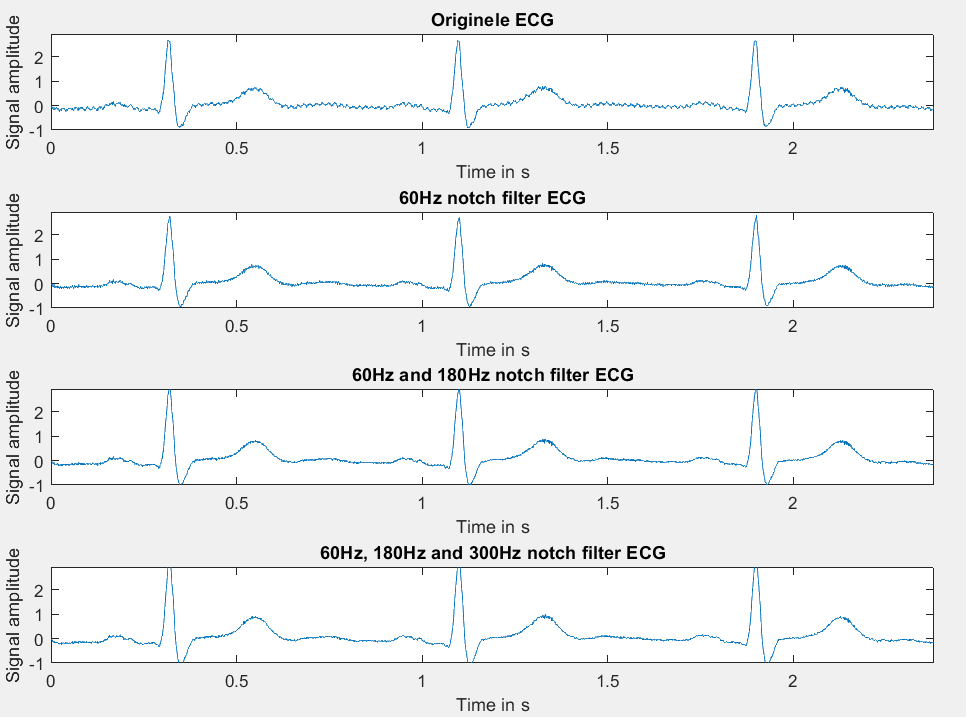 Originele ECG
Signal amplitude
2
1
0
-1
0 0.5 1 1.5 2
Time in s
60Hz notch filter ECG
Signal amplitude
2
1
0
-1
0 0.5 1 1.5 2
Time in s
60Hz and 180Hz notch filter ECG
Signal amplitude
2
1
0
-1
0 0.5 1 1.5 2
Time in s
60Hz, 180Hz and 300Hz notch filter ECG
Signal amplitude
2
1
0
-1
0 0.5 1 1.5 2
Time in s